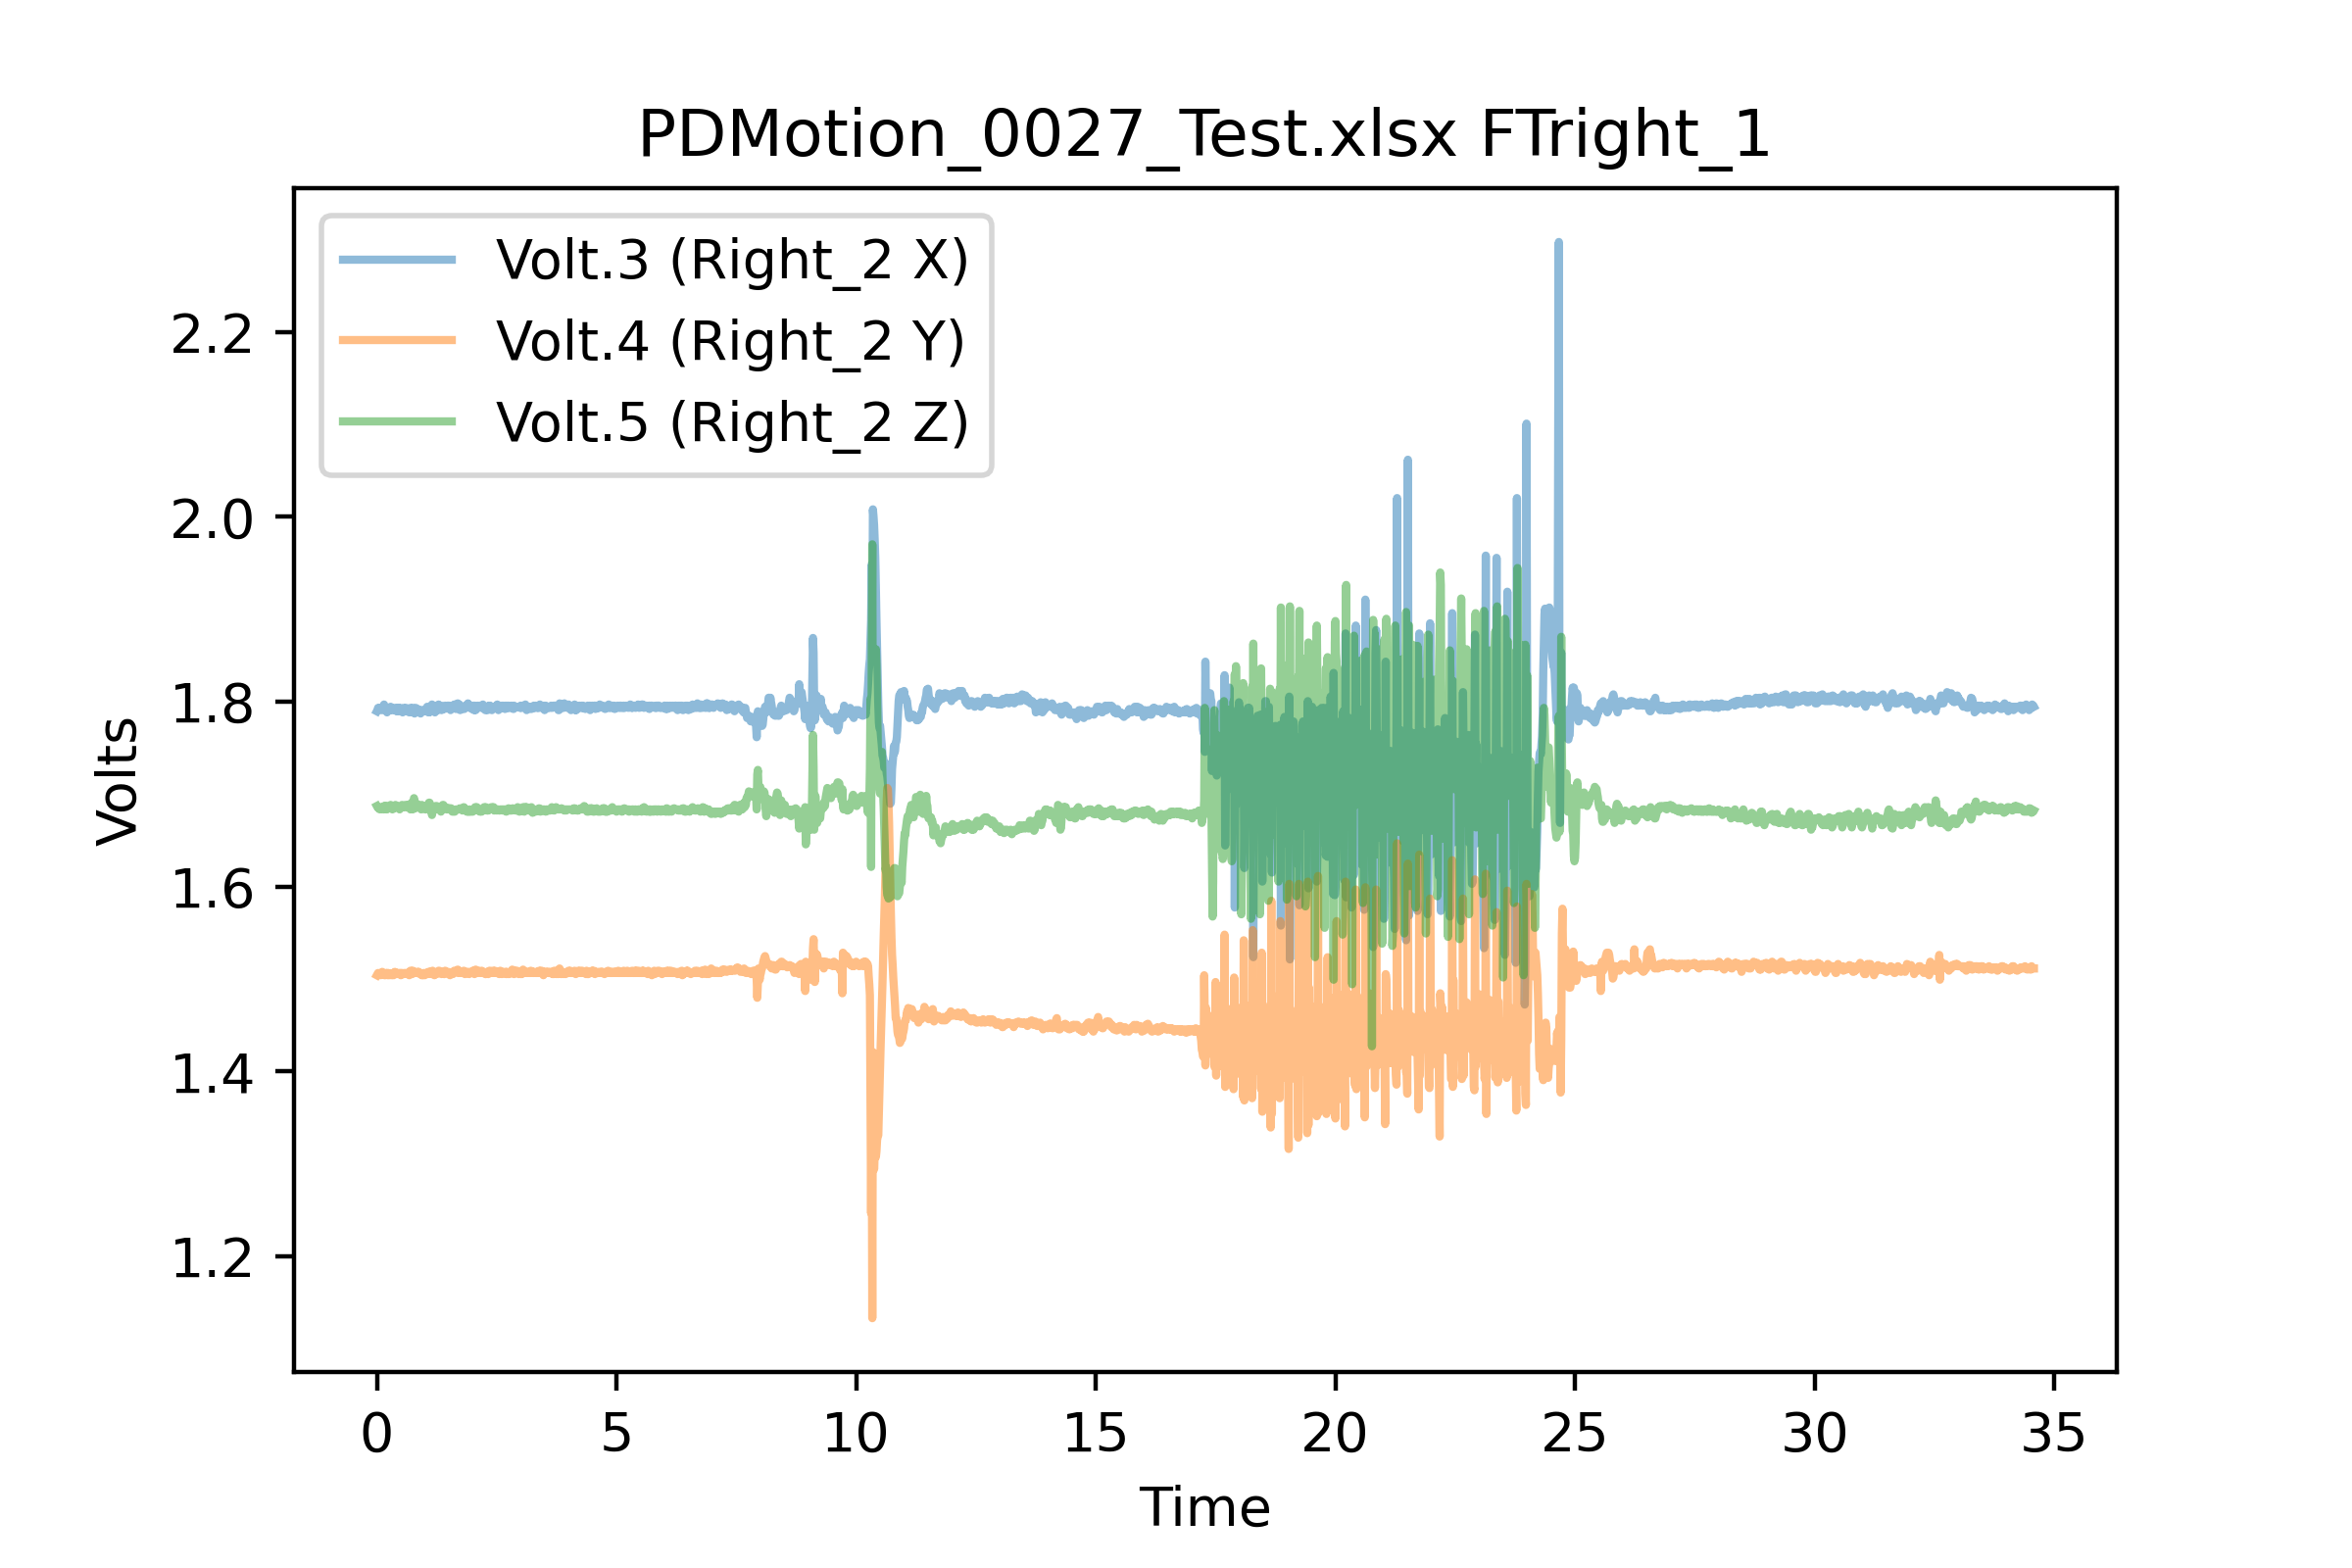 PDMotion_0027_Test.xlsx FTright_1
Volt.3 (Right_2 X)
Volt.4 (Right_2 Y)
Volt.5 (Right_2 Z)
2.2
2.0
1.8
1.6
1.4
1.2
Volts
0 5 10 15 20 25 30 35
Time